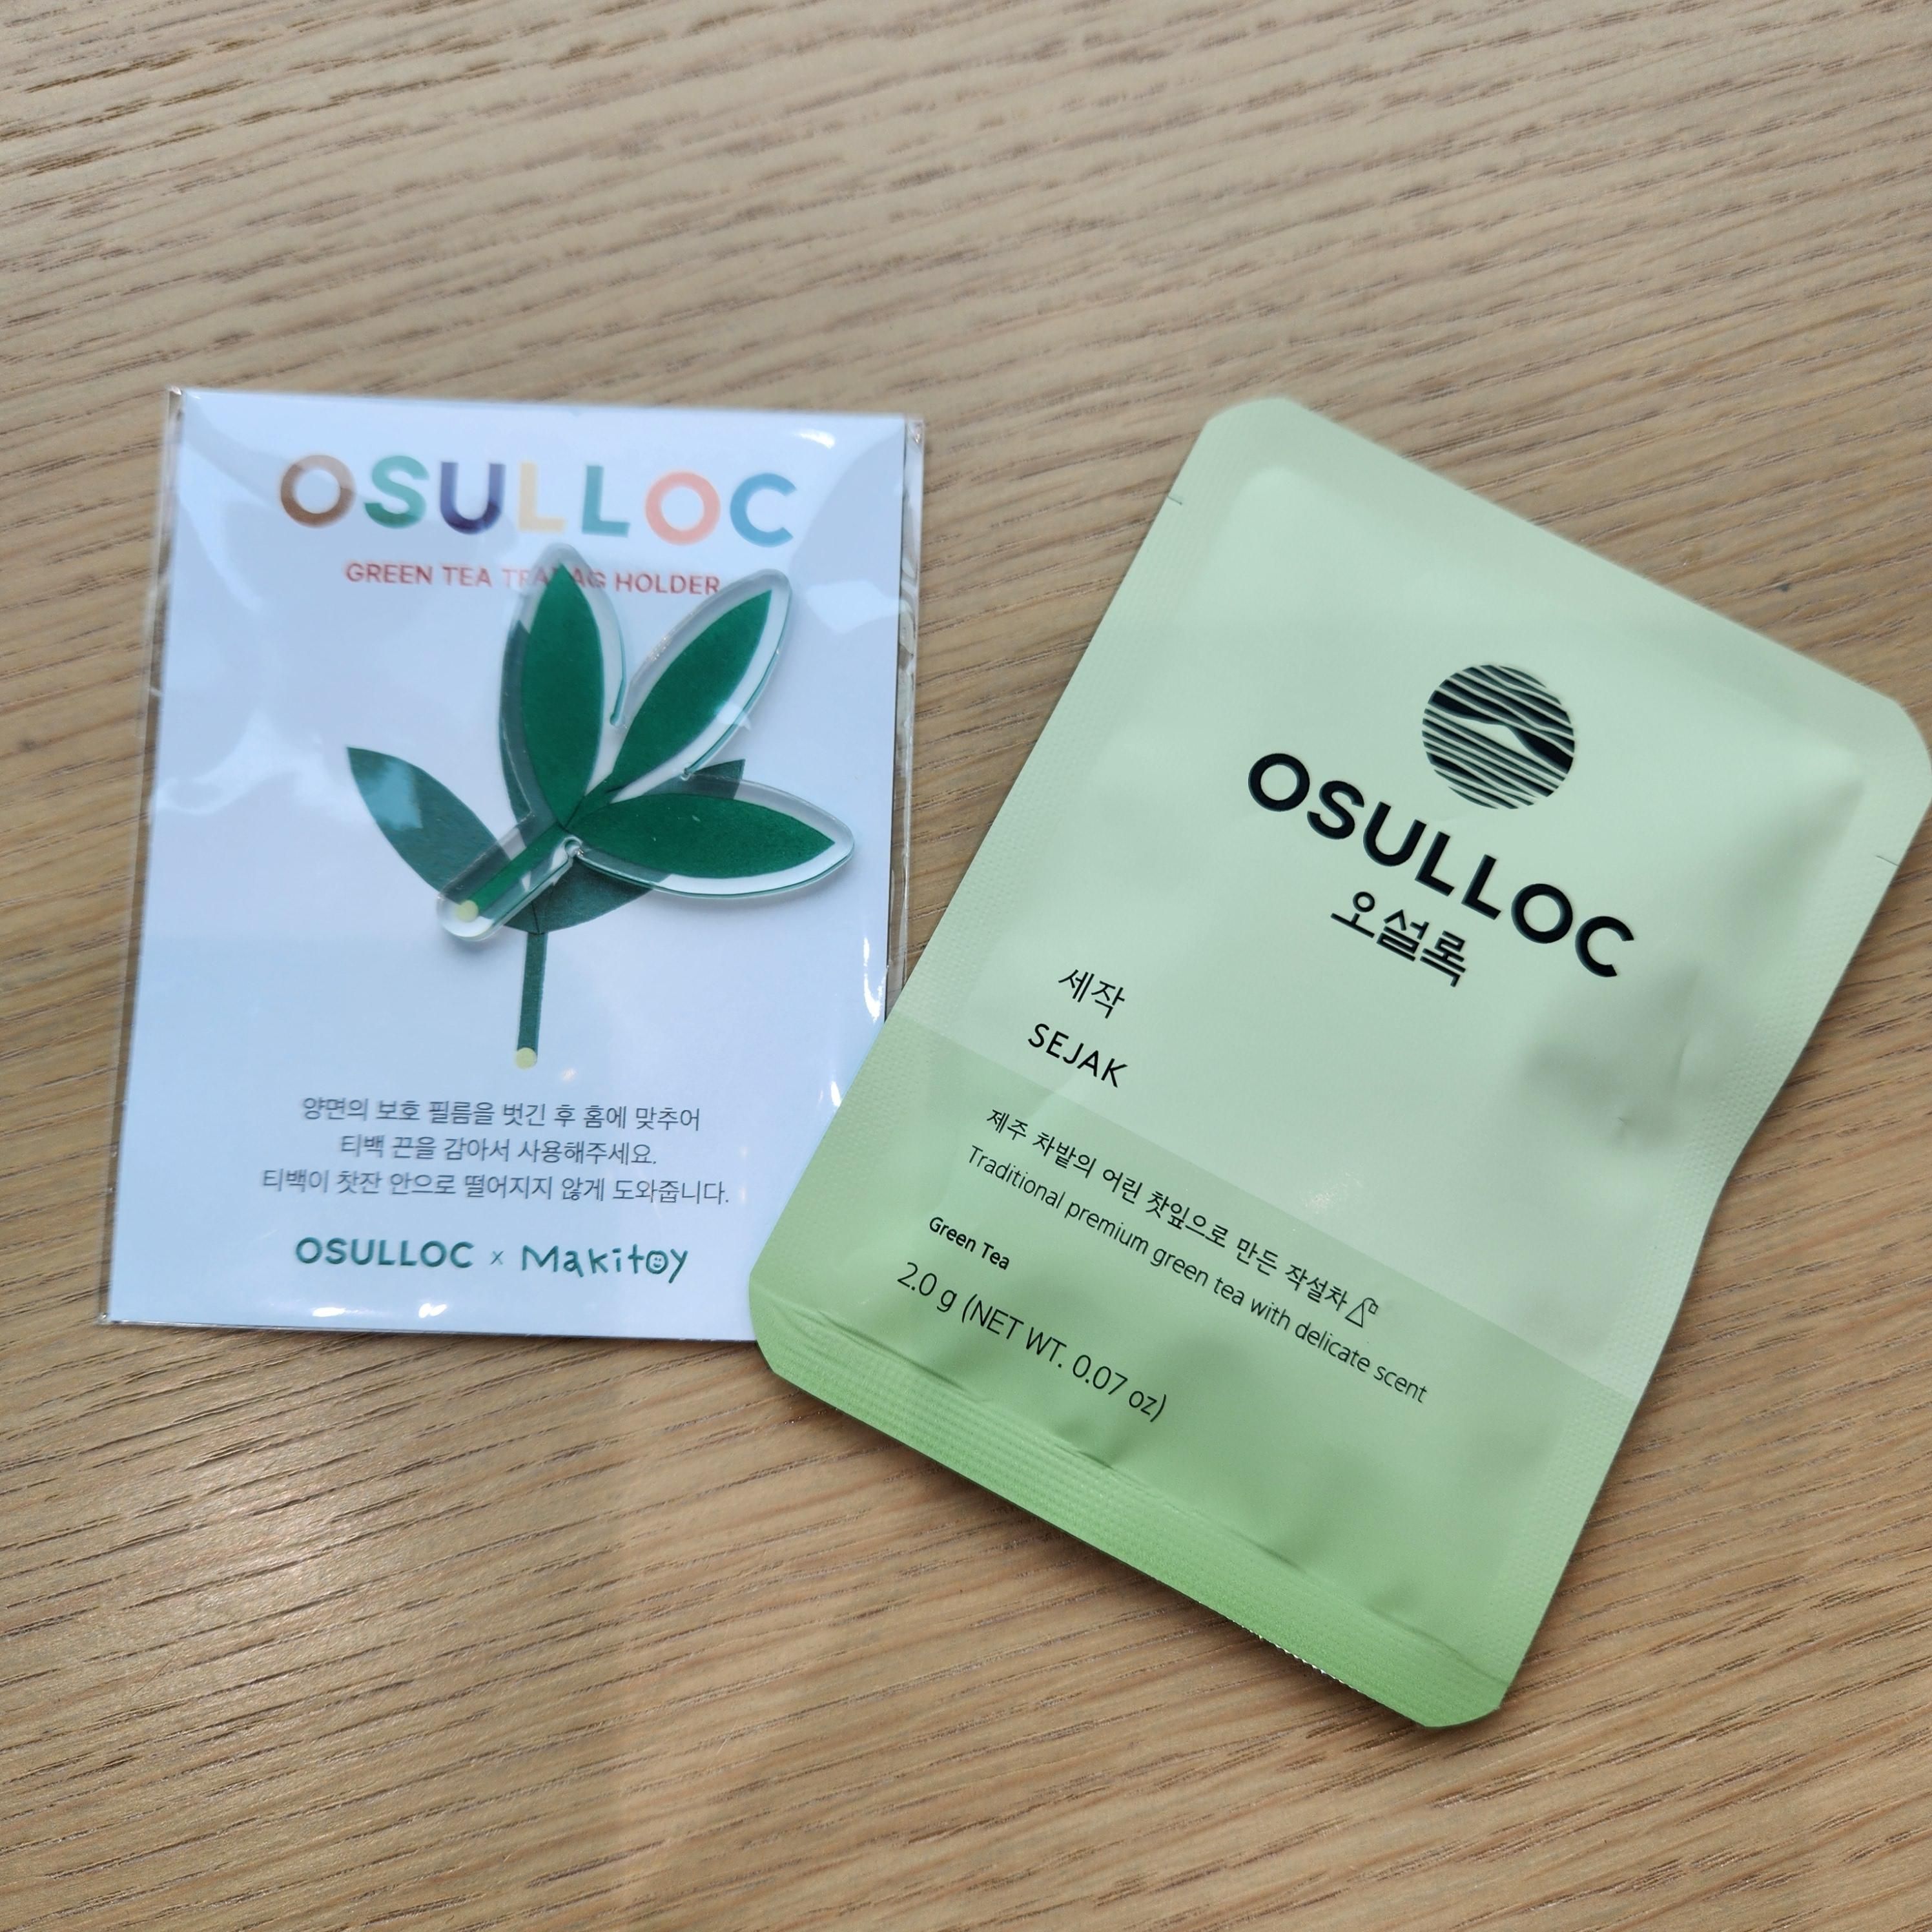 OSULLOC
GREEN TEA TEABAG HOLDER
양면의 보호 필름을 벗긴 후 홈에 맞추어
티백 끈을 감아서 사용해주세요.
티백이 찻잔 안으로 떨어지지 않게 도와줍니다.
OSULLOC x Makitoy
OSULLOC
오설록
세작
SEJAK
제주 차밭의 어린 찻잎으로 만든 작설차
Traditional premium green tea with delicate scent
Green Tea
2.0 g (NET WT. 0.07 oz)